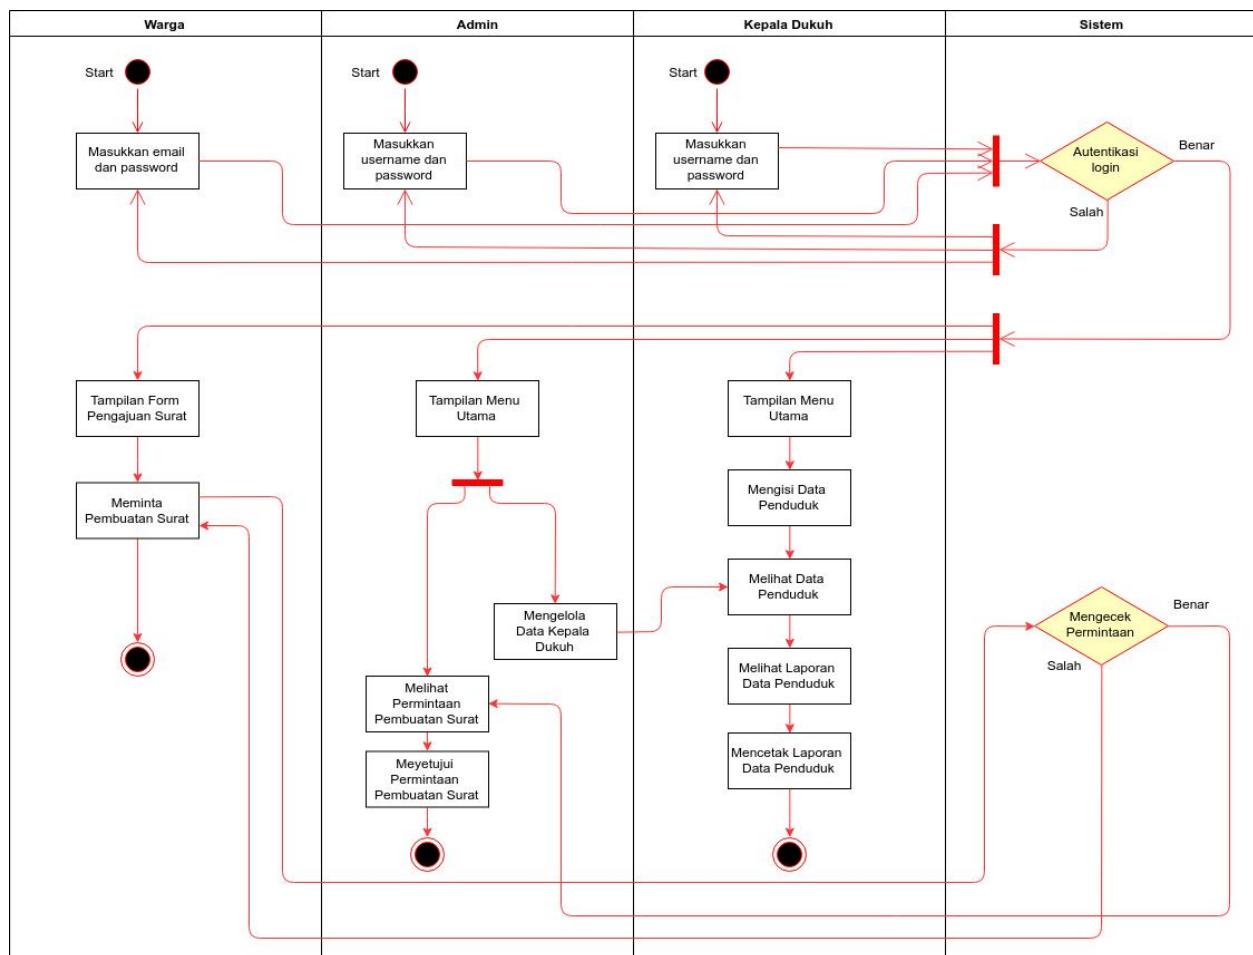 Warga
Admin
Kepala Dukuh
Sistem
Start
Start
Start
Masukkan email
dan password
Masukkan
username dan
password
Masukkan
username dan
password
Autentikasi
login
Benar
Salah
Tampilan Form
Pengajuan Surat
Tampilan Menu
Utama
Tampilan Menu
Utama
Meminta
Pembuatan Surat
Mengisi Data
Penduduk
Melihat Data
Penduduk
Mengelola
Data Kepala
Dukuh
Mengecek
Permintaan
Benar
Salah
Melihat
Permintaan
Pembuatan Surat
Melihat Laporan
Data Penduduk
Meyetujui
Permintaan
Pembuatan Surat
Mencetak Laporan
Data Penduduk